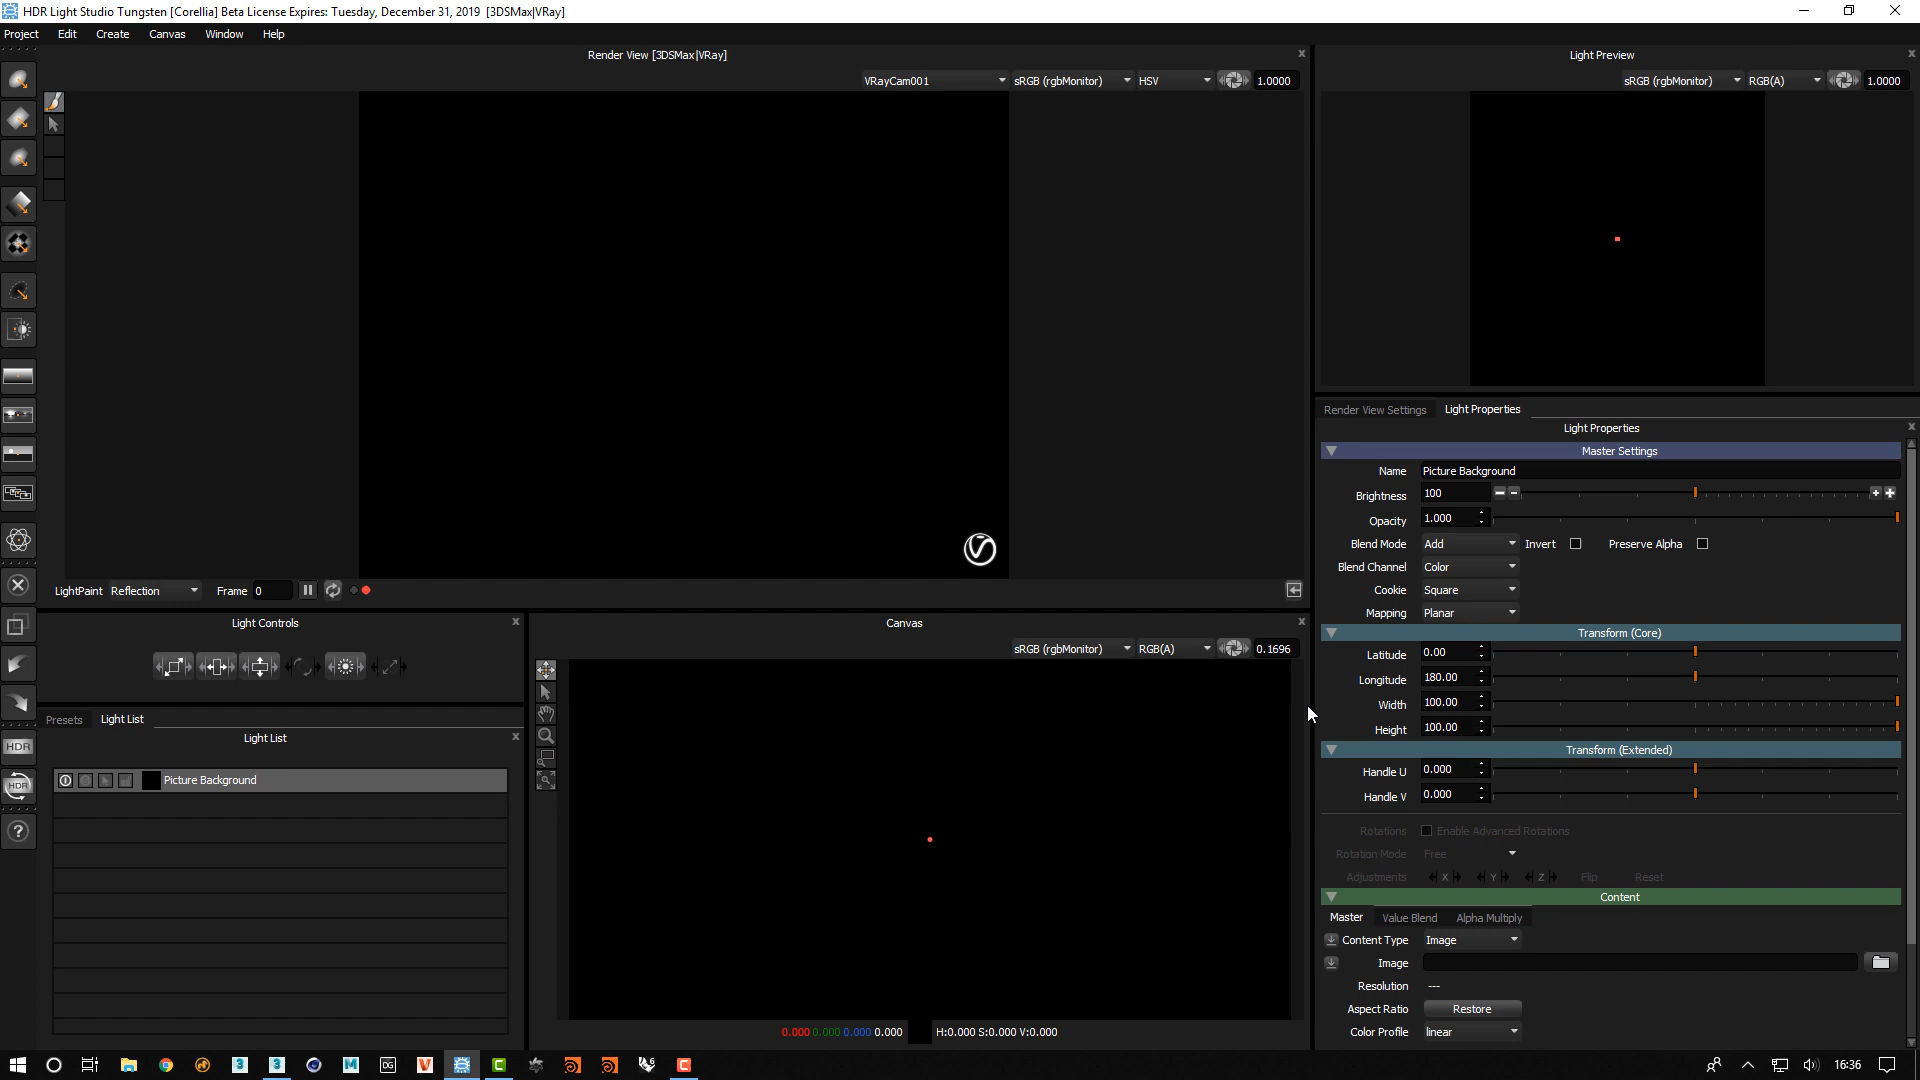 HDR Light Studio Tungsten [Corellia] Beta License Expires: Tuesday, December 31, 2019 [3DSMax|VRay]
Project Edit Create Canvas Window Help
Render View [3DSMax|VRay]
VRayCam001 sRGB (rgbMonitor) HSV 1.0000
Light Preview
sRGB (rgbMonitor) RGB(A) 1.0000
LightPaint Reflection Frame 0
Light Controls
Presets Light List
Light List
Picture Background
HDR
HDR
?
Canvas
sRGB (rgbMonitor) RGB(A) 0.1696
0.000 0.000 0.000 0.000 H:0.000 S:0.000 V:0.000
Render View Settings Light Properties
Light Properties
Master Settings
Name Picture Background
Brightness 100
Opacity 1.000
Blend Mode Add Invert Preserve Alpha
Blend Channel Color
Cookie Square
Mapping Planar
Transform (Core)
Latitude 0.00
Longitude 180.00
Width 100.00
Height 100.00
Transform (Extended)
Handle U 0.000
Handle V 0.000
Rotations Enable Advanced Rotations
Rotation Mode Free
Adjustments X Y Z Flip Reset
Content
Master Value Blend Alpha Multiply
Content Type Image
Image
Resolution ---
Aspect Ratio Restore
Color Profile linear
3 3 M DG V C 6 C
16:36